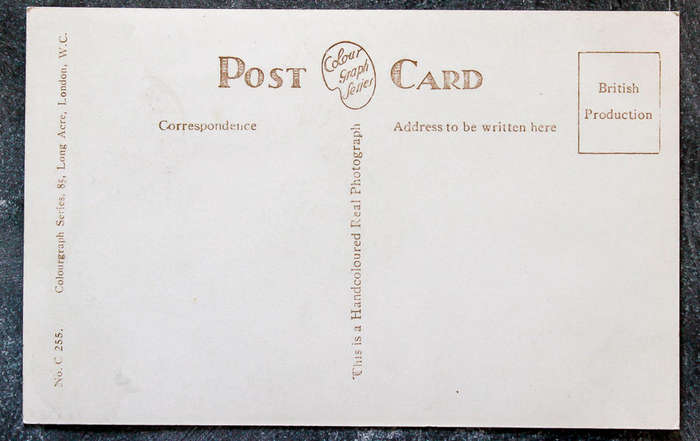 POST CARD
Colour
Graph
Series
British
Production
Correspondence
Address to be written here
This is a Handcoloured Real Photograph
No. C 255. Colourgraph Series, 85, Long Acre, London, W.C.